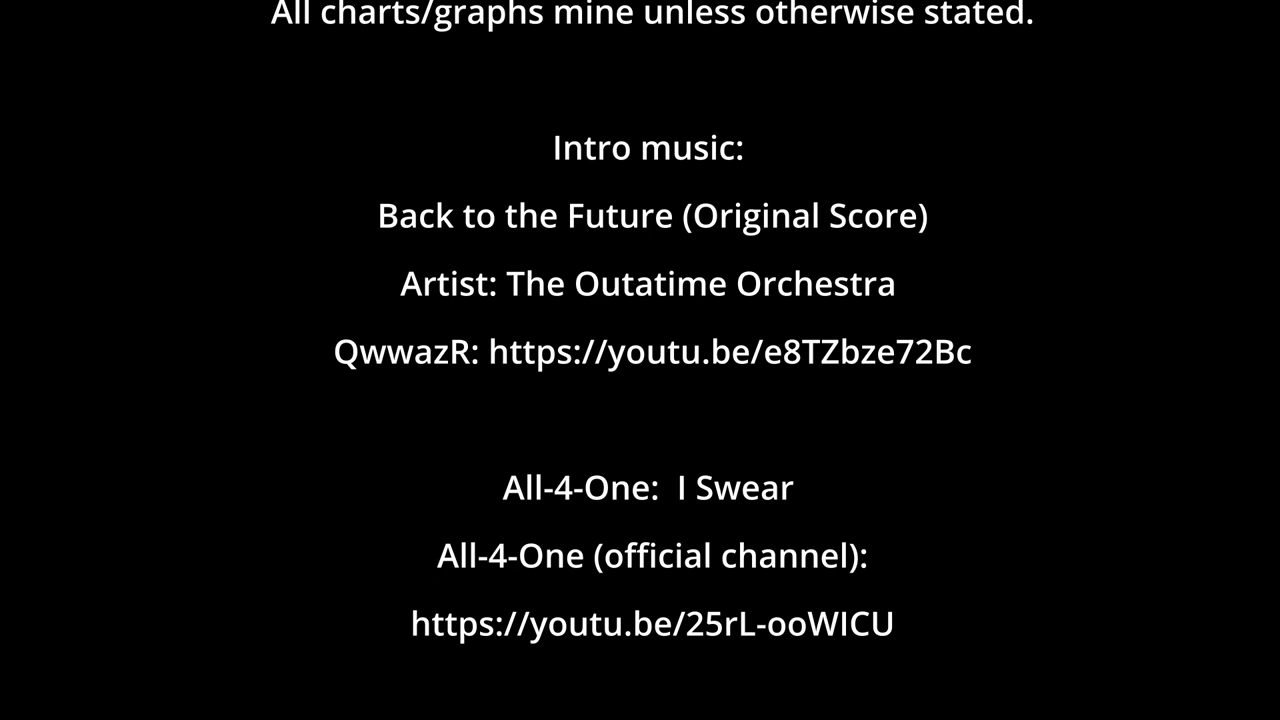 All charts/graphs mine unless otherwise stated.
Intro music:
Back to the Future (Original Score)
Artist: The Outatime Orchestra
QwwazR: https://youtu.be/e8TZbze72Bc
All-4-One:  I Swear
All-4-One (official channel):
https://youtu.be/25rL-ooWICU